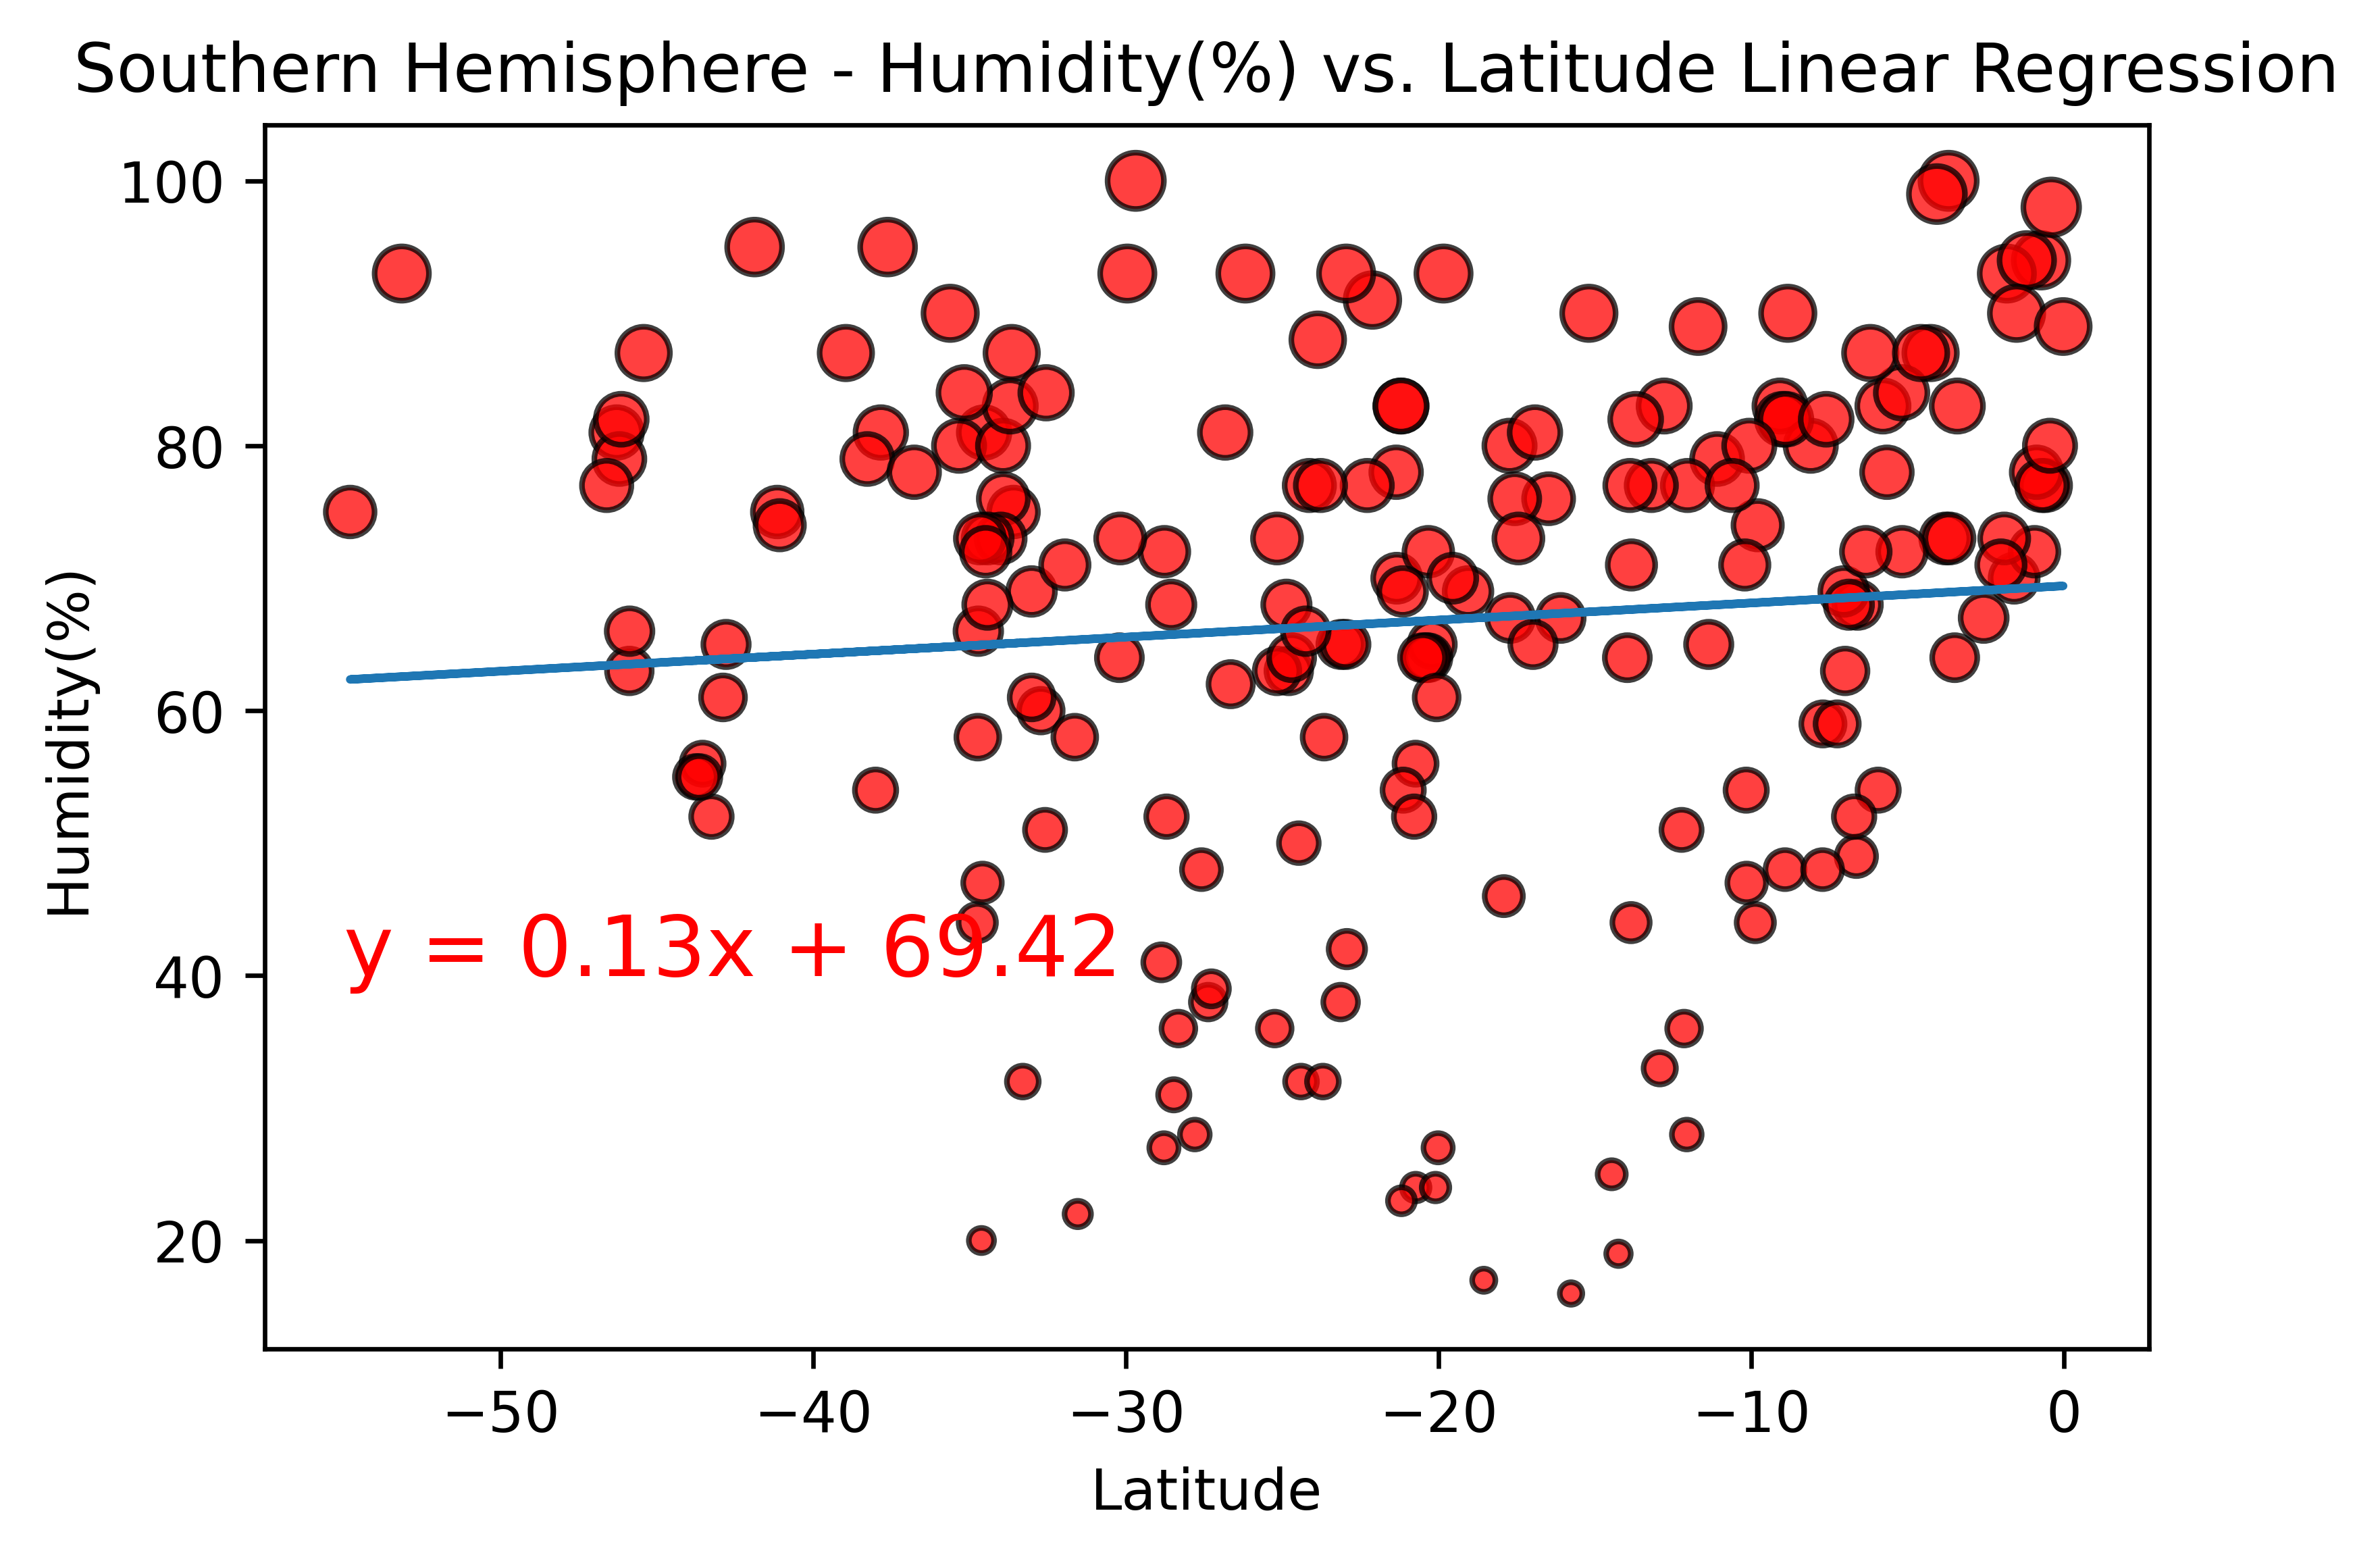 Southern Hemisphere - Humidity(%) vs. Latitude Linear Regression
100
80
60
40
20
Humidity(%)
y = 0.13x + 69.42
−50 −40 −30 −20 −10 0
Latitude